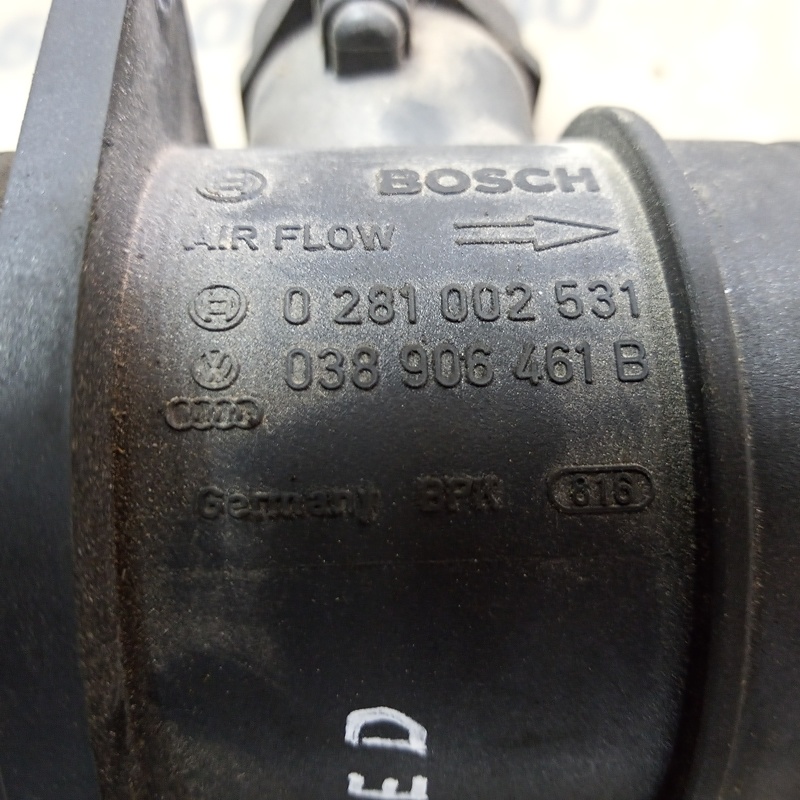 BOSCH
AIR FLOW
0 281 002 531
038 906 461 B
Germany BPK 816
ED